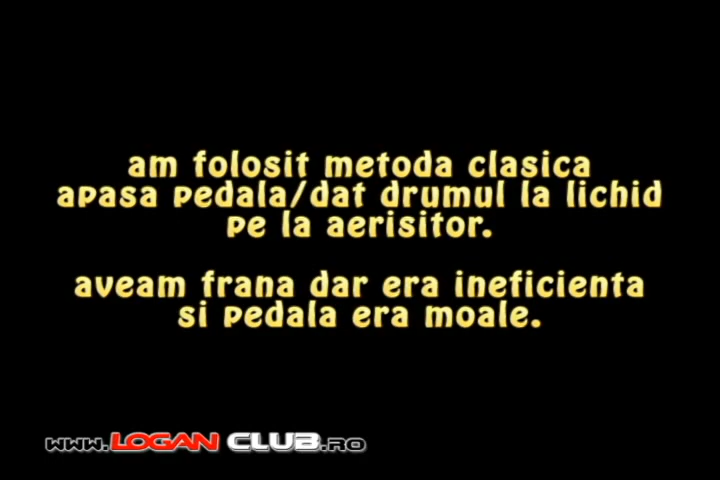 am folosit metoda clasica
apasa pedala/dat drumul la lichid
pe la aerisitor.
aveam frana dar era ineficienta
si pedala era moale.
www.LOGAN CLUB.RO